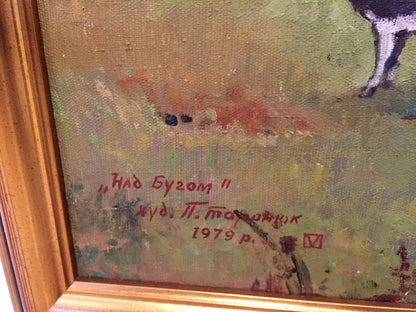 „Над Бугом"
худ. П.
1979 р.